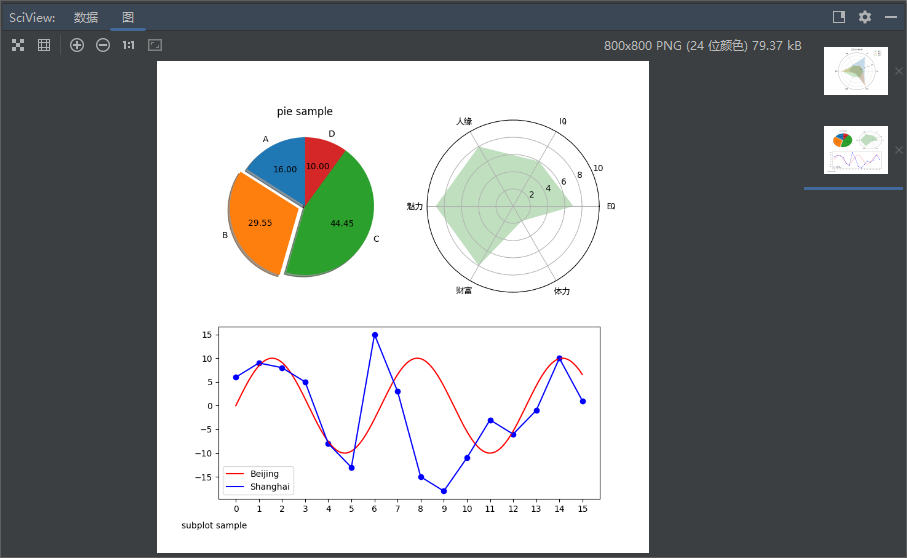 SciView: 数据 图
1:1 800x800 PNG (24 位颜色) 79.37 kB
pie sample
A
D
16.00
10.00
29.55
44.45
B
C
人缘
IQ
10
8
6
4
2
魅力
EQ
财富
体力
15
10
5
0
−5
−10
−15
Beijing
Shanghai
0 1 2 3 4 5 6 7 8 9 10 11 12 13 14 15
subplot sample